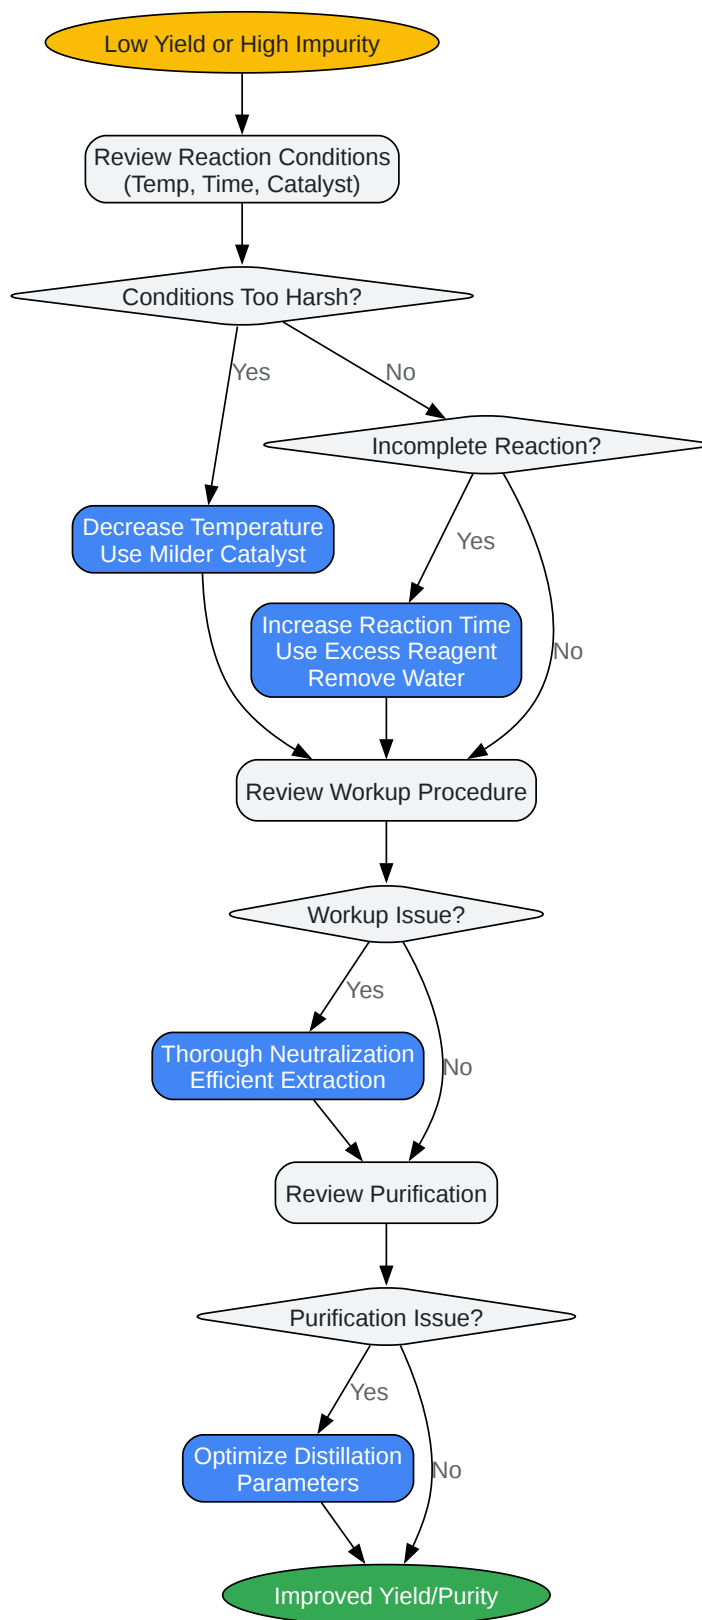 Low Yield or High Impurity
Review Reaction Conditions
(Temp, Time, Catalyst)
Conditions Too Harsh?
Yes
No
Incomplete Reaction?
Decrease Temperature
Use Milder Catalyst
Yes
Increase Reaction Time
Use Excess Reagent
Remove Water
No
Review Workup Procedure
Workup Issue?
Yes
Thorough Neutralization
Efficient Extraction
No
Review Purification
Purification Issue?
Yes
Optimize Distillation
Parameters
No
Improved Yield/Purity